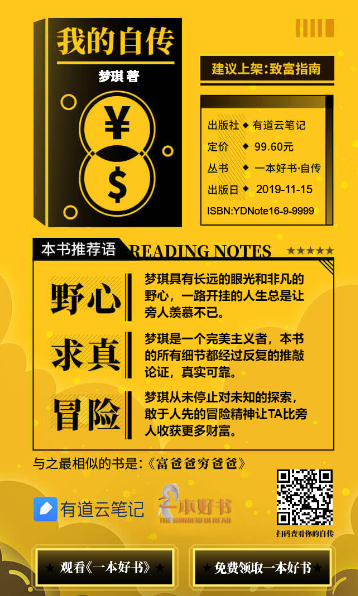 我的自传
梦琪 著
¥
$
建议上架:致富指南
出版社 ◆ 有道云笔记
定价 ◆ 99.60元
丛书 ◆ 一本好书·自传
出版日 ◆ 2019-11-15
ISBN:YDNote16-9-9999
本书推荐语 READING NOTES ★★★★★
野心
梦琪具有长远的眼光和非凡的
野心，一路开挂的人生总是让
旁人羡慕不已。
求真
梦琪是一个完美主义者，本书
的所有细节都经过反复的推敲
论证，真实可靠。
冒险
梦琪从未停止对未知的探索，
敢于人先的冒险精神让TA比旁
人收获更多财富。
与之最相似的书是:《富爸爸穷爸爸》
有道云笔记
一本好书
扫码查看你的自传
观看《一本好书》
免费领取一本好书